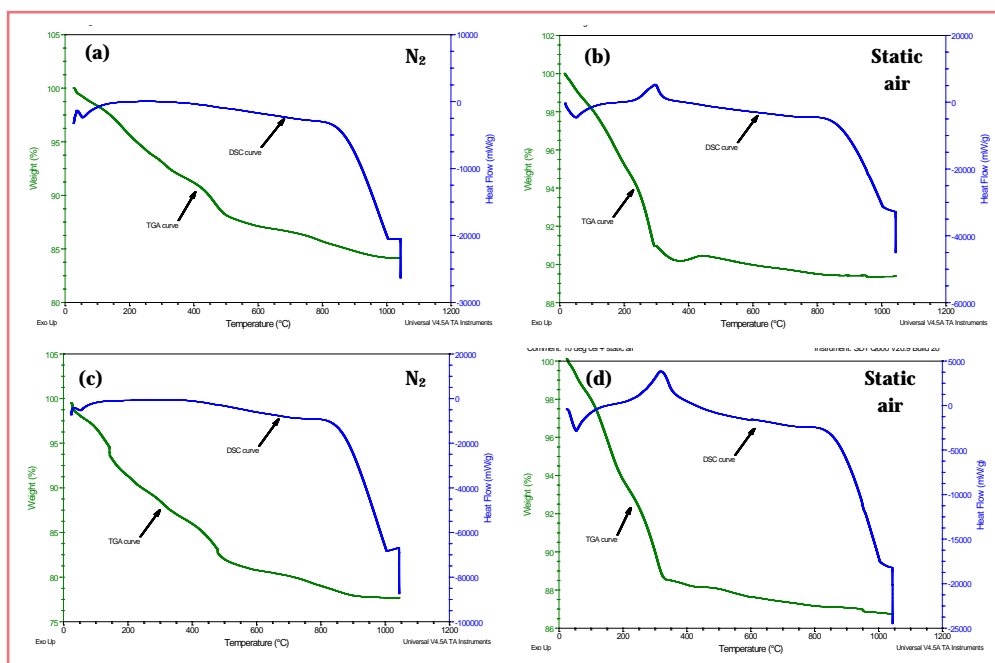 (a)
N2
105
100
95
90
85
80
Weight (%)
10000
0
-10000
-20000
-30000
Heat Flow (mW/g)
DSC curve
TGA curve
0 200 400 600 800 1000 1200
Exo Up
Temperature (°C)
Universal V4.5A TA Instruments
(b)
Static
air
102
100
98
96
94
92
90
88
Weight (%)
20000
0
-20000
-40000
-60000
Heat Flow (mW/g)
DSC curve
TGA curve
0 200 400 600 800 1000 1200
Exo Up
Temperature (°C)
Universal V4.5A TA Instruments
(c)
N2
105
100
95
90
85
80
75
Weight (%)
20000
0
-20000
-40000
-60000
-80000
-100000
Heat Flow (mW/g)
DSC curve
TGA curve
0 200 400 600 800 1000 1200
Exo Up
Temperature (°C)
Universal V4.5A TA Instruments
Comment: 10 deg cel + static air
Instrument: SDT Q600 V20.9 Build 20
(d)
Static
air
100
98
96
94
92
90
88
86
Weight (%)
5000
0
-5000
-10000
-15000
-20000
-25000
Heat Flow (mW/g)
DSC curve
TGA curve
0 200 400 600 800 1000 1200
Exo Up
Temperature (°C)
Universal V4.5A TA Instruments